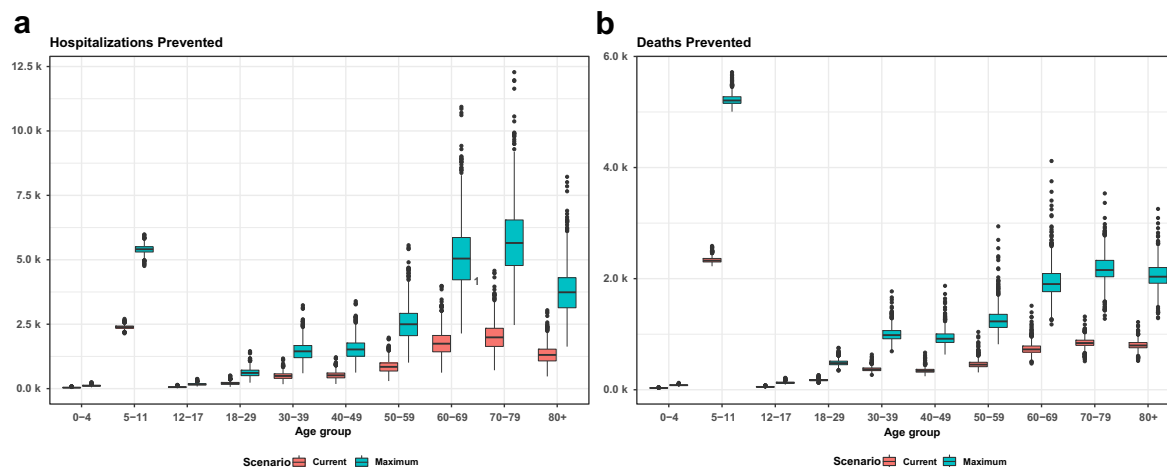 a
Hospitalizations Prevented
12.5 k
10.0 k
7.5 k
5.0 k
2.5 k
0.0 k
1
0−4 5−11 12−17 18−29 30−39 40−49 50−59 60−69 70−79 80+
Age group
Scenario Current Maximum
b
Deaths Prevented
6.0 k
4.0 k
2.0 k
0.0 k
0−4 5−11 12−17 18−29 30−39 40−49 50−59 60−69 70−79 80+
Age group
Scenario Current Maximum